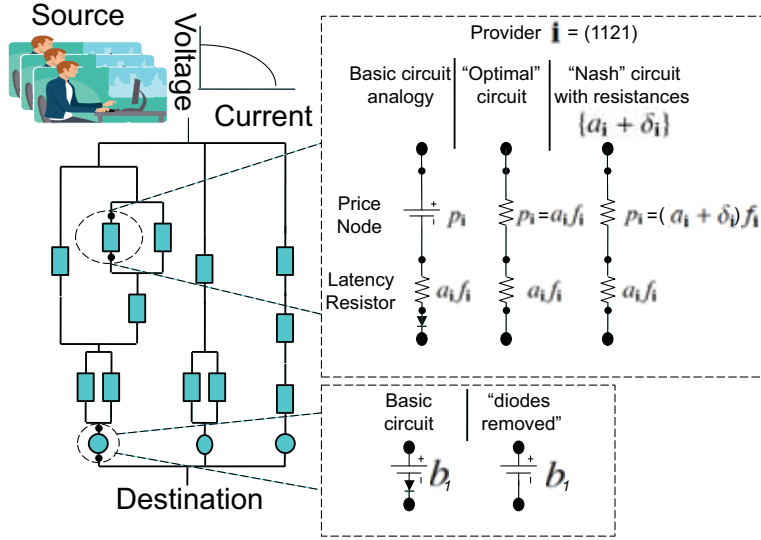 Source
Voltage
Current
Provider i = (1121)
Basic circuit analogy
"Optimal" circuit
"Nash" circuit with resistances
{aᵢ + δᵢ}
Price Node
pᵢ
pᵢ=aᵢfᵢ
pᵢ=(aᵢ + δᵢ)fᵢ
Latency Resistor
aᵢfᵢ
aᵢfᵢ
aᵢfᵢ
Basic circuit
"diodes removed"
b₁
b₁
Destination